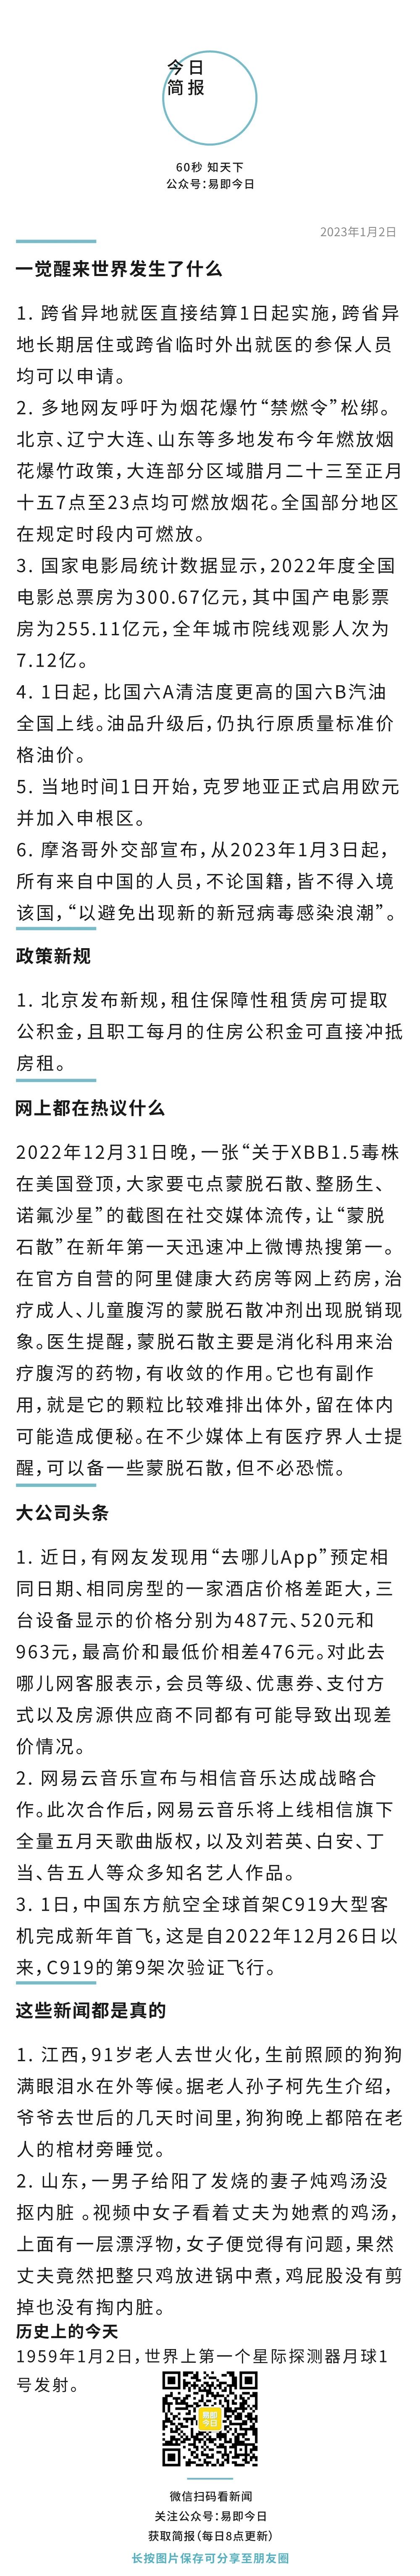 今日
简报
60秒 知天下
公众号：易即今日
2023年1月2日
一觉醒来世界发生了什么
1. 跨省异地就医直接结算1日起实施，跨省异
地长期居住或跨省临时外出就医的参保人员
均可以申请。
2. 多地网友呼吁为烟花爆竹“禁燃令”松绑。
北京、辽宁大连、山东等多地发布今年燃放烟
花爆竹政策，大连部分区域腊月二十三至正月
十五7点至23点均可燃放烟花。全国部分地区
在规定时段内可燃放。
3. 国家电影局统计数据显示，2022年度全国
电影总票房为300.67亿元，其中国产电影票
房为255.11亿元，全年城市院线观影人次为
7.12亿。
4. 1日起，比国六A清洁度更高的国六B汽油
全国上线。油品升级后，仍执行原质量标准价
格油价。
5. 当地时间1日开始，克罗地亚正式启用欧元
并加入申根区。
6. 摩洛哥外交部宣布，从2023年1月3日起，
所有来自中国的人员，不论国籍，皆不得入境
该国，“以避免出现新的新冠病毒感染浪潮”。
政策新规
1. 北京发布新规，租住保障性租赁房可提取
公积金，且职工每月的住房公积金可直接冲抵
房租。
网上都在热议什么
2022年12月31日晚，一张“关于XBB1.5毒株
在美国登顶，大家要屯点蒙脱石散、整肠生、
诺氟沙星”的截图在社交媒体流传，让“蒙脱
石散”在新年第一天迅速冲上微博热搜第一。
在官方自营的阿里健康大药房等网上药房，治
疗成人、儿童腹泻的蒙脱石散冲剂出现脱销现
象。医生提醒，蒙脱石散主要是消化科用来治
疗腹泻的药物，有收敛的作用。它也有副作
用，就是它的颗粒比较难排出体外，留在体内
可能造成便秘。在不少媒体上有医疗界人士提
醒，可以备一些蒙脱石散，但不必恐慌。
大公司头条
1. 近日，有网友发现用“去哪儿App”预定相
同日期、相同房型的一家酒店价格差距大，三
台设备显示的价格分别为487元、520元和
963元，最高价和最低价相差476元。对此去
哪儿网客服表示，会员等级、优惠券、支付方
式以及房源供应商不同都有可能导致出现差
价情况。
2. 网易云音乐宣布与相信音乐达成战略合
作。此次合作后，网易云音乐将上线相信旗下
全量五月天歌曲版权，以及刘若英、白安、丁
当、告五人等众多知名艺人作品。
3. 1日，中国东方航空全球首架C919大型客
机完成新年首飞，这是自2022年12月26日以
来，C919的第9架次验证飞行。
这些新闻都是真的
1. 江西，91岁老人去世火化，生前照顾的狗狗
满眼泪水在外等候。据老人孙子柯先生介绍，
爷爷去世后的几天时间里，狗狗晚上都陪在老
人的棺材旁睡觉。
2. 山东，一男子给阳了发烧的妻子炖鸡汤没
抠内脏 。视频中女子看着丈夫为她煮的鸡汤，
上面有一层漂浮物，女子便觉得有问题，果然
丈夫竟然把整只鸡放进锅中煮，鸡屁股没有剪
掉也没有掏内脏。
历史上的今天
1959年1月2日，世界上第一个星际探测器月球1
号发射。
易即
今日
微信扫码看新闻
关注公众号：易即今日
获取简报（每日8点更新）
长按图片保存可分享至朋友圈